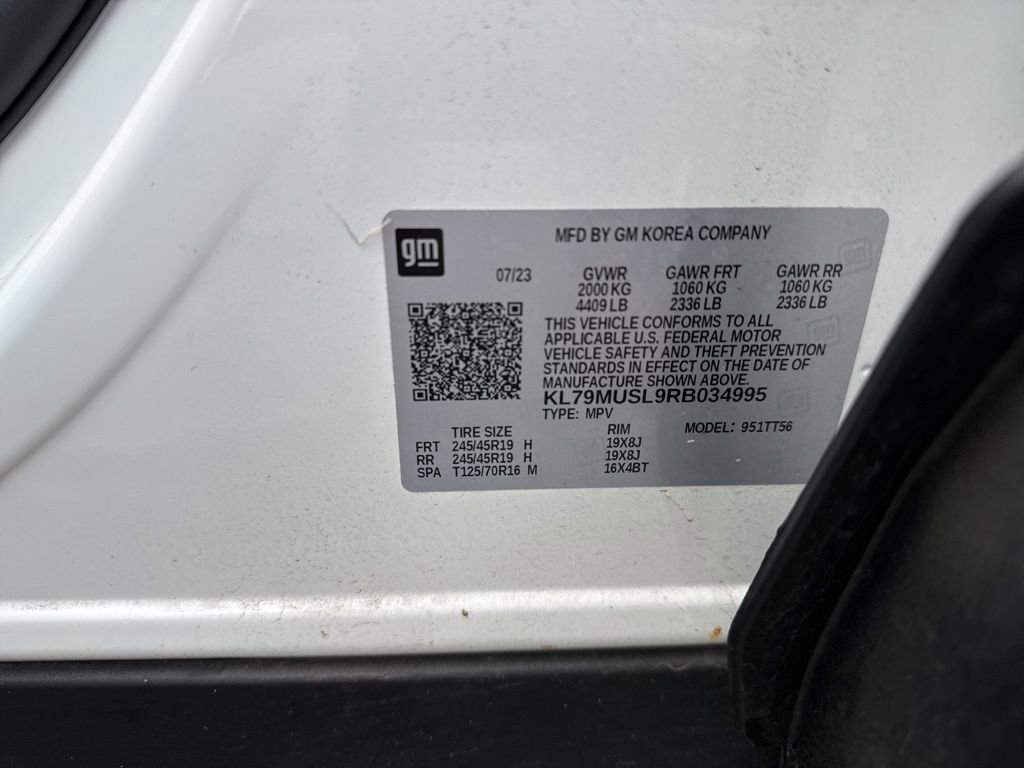 gm
MFD BY GM KOREA COMPANY
07/23 GVWR GAWR FRT GAWR RR
2000 KG 1060 KG 1060 KG
4409 LB 2336 LB 2336 LB
THIS VEHICLE CONFORMS TO ALL
APPLICABLE U.S. FEDERAL MOTOR
VEHICLE SAFETY AND THEFT PREVENTION
STANDARDS IN EFFECT ON THE DATE OF
MANUFACTURE SHOWN ABOVE.
KL79MUSL9RB034995
TYPE: MPV MODEL: 951TT56
TIRE SIZE RIM
FRT 245/45R19 H 19X8J
RR 245/45R19 H 19X8J
SPA T125/70R16 M 16X4BT